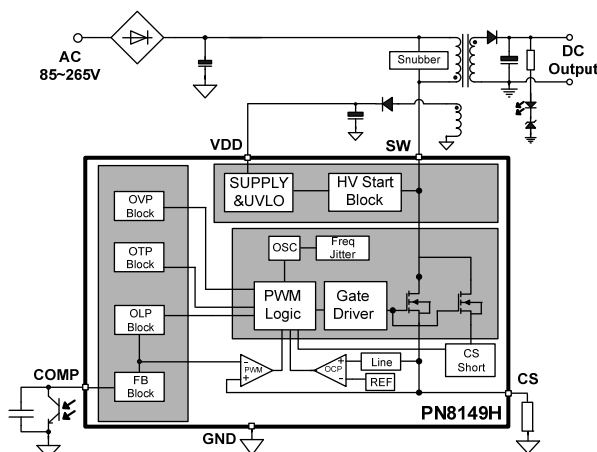 AC
85~265V
Snubber
DC
Output
VDD
SW
SUPPLY
&UVLO
HV Start
Block
OVP
Block
OTP
Block
OLP
Block
FB
Block
OSC
Freq
Jitter
PWM
Logic
Gate
Driver
- PWM +
+ OCP -
Line
REF
CS
Short
COMP
CS
PN8149H
GND